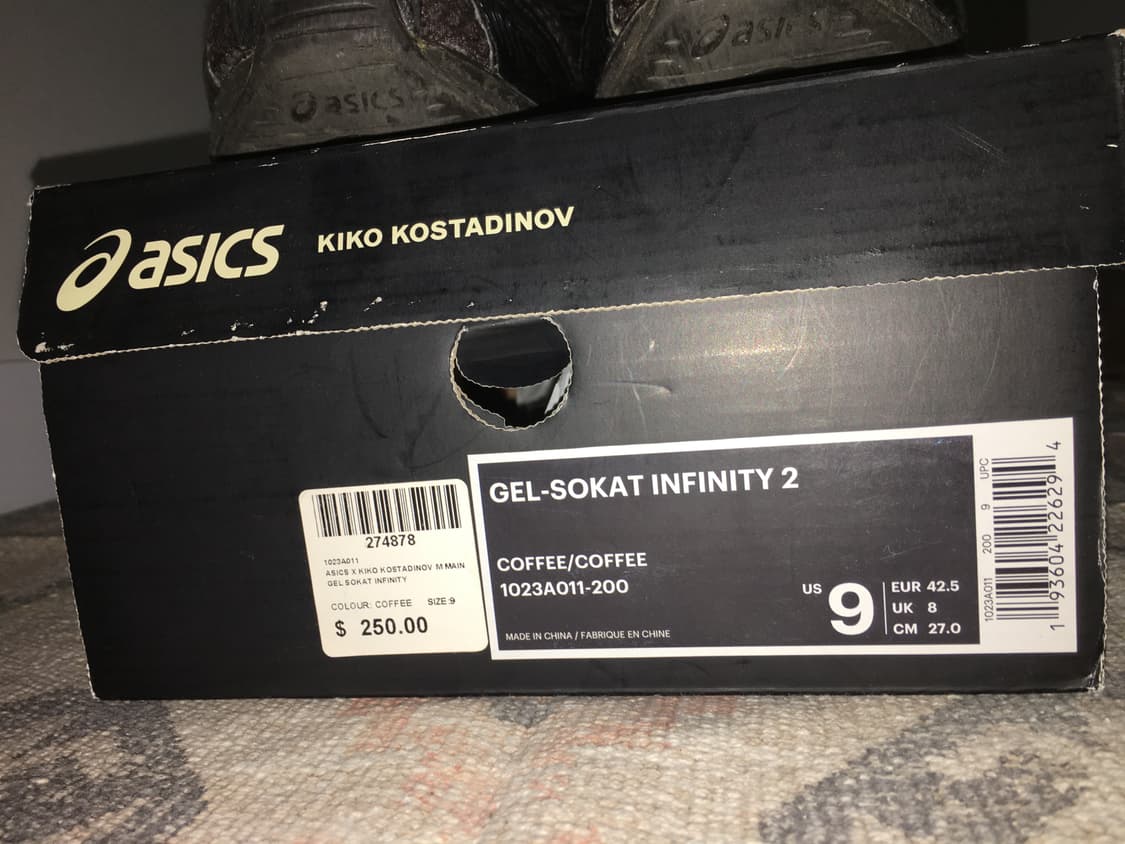 asics
asics
asics KIKO KOSTADINOV
274878
1023A011
ASICS X KIKO KOSTADINOV M MAIN
GEL SOKAT INFINITY
COLOUR: COFFEE SIZE:9
$ 250.00
GEL-SOKAT INFINITY 2
COFFEE/COFFEE
1023A011-200
MADE IN CHINA / FABRIQUE EN CHINE
US 9
EUR 42.5
UK 8
CM 27.0
1023A011 200 9 UPC
1 93604 22629 4